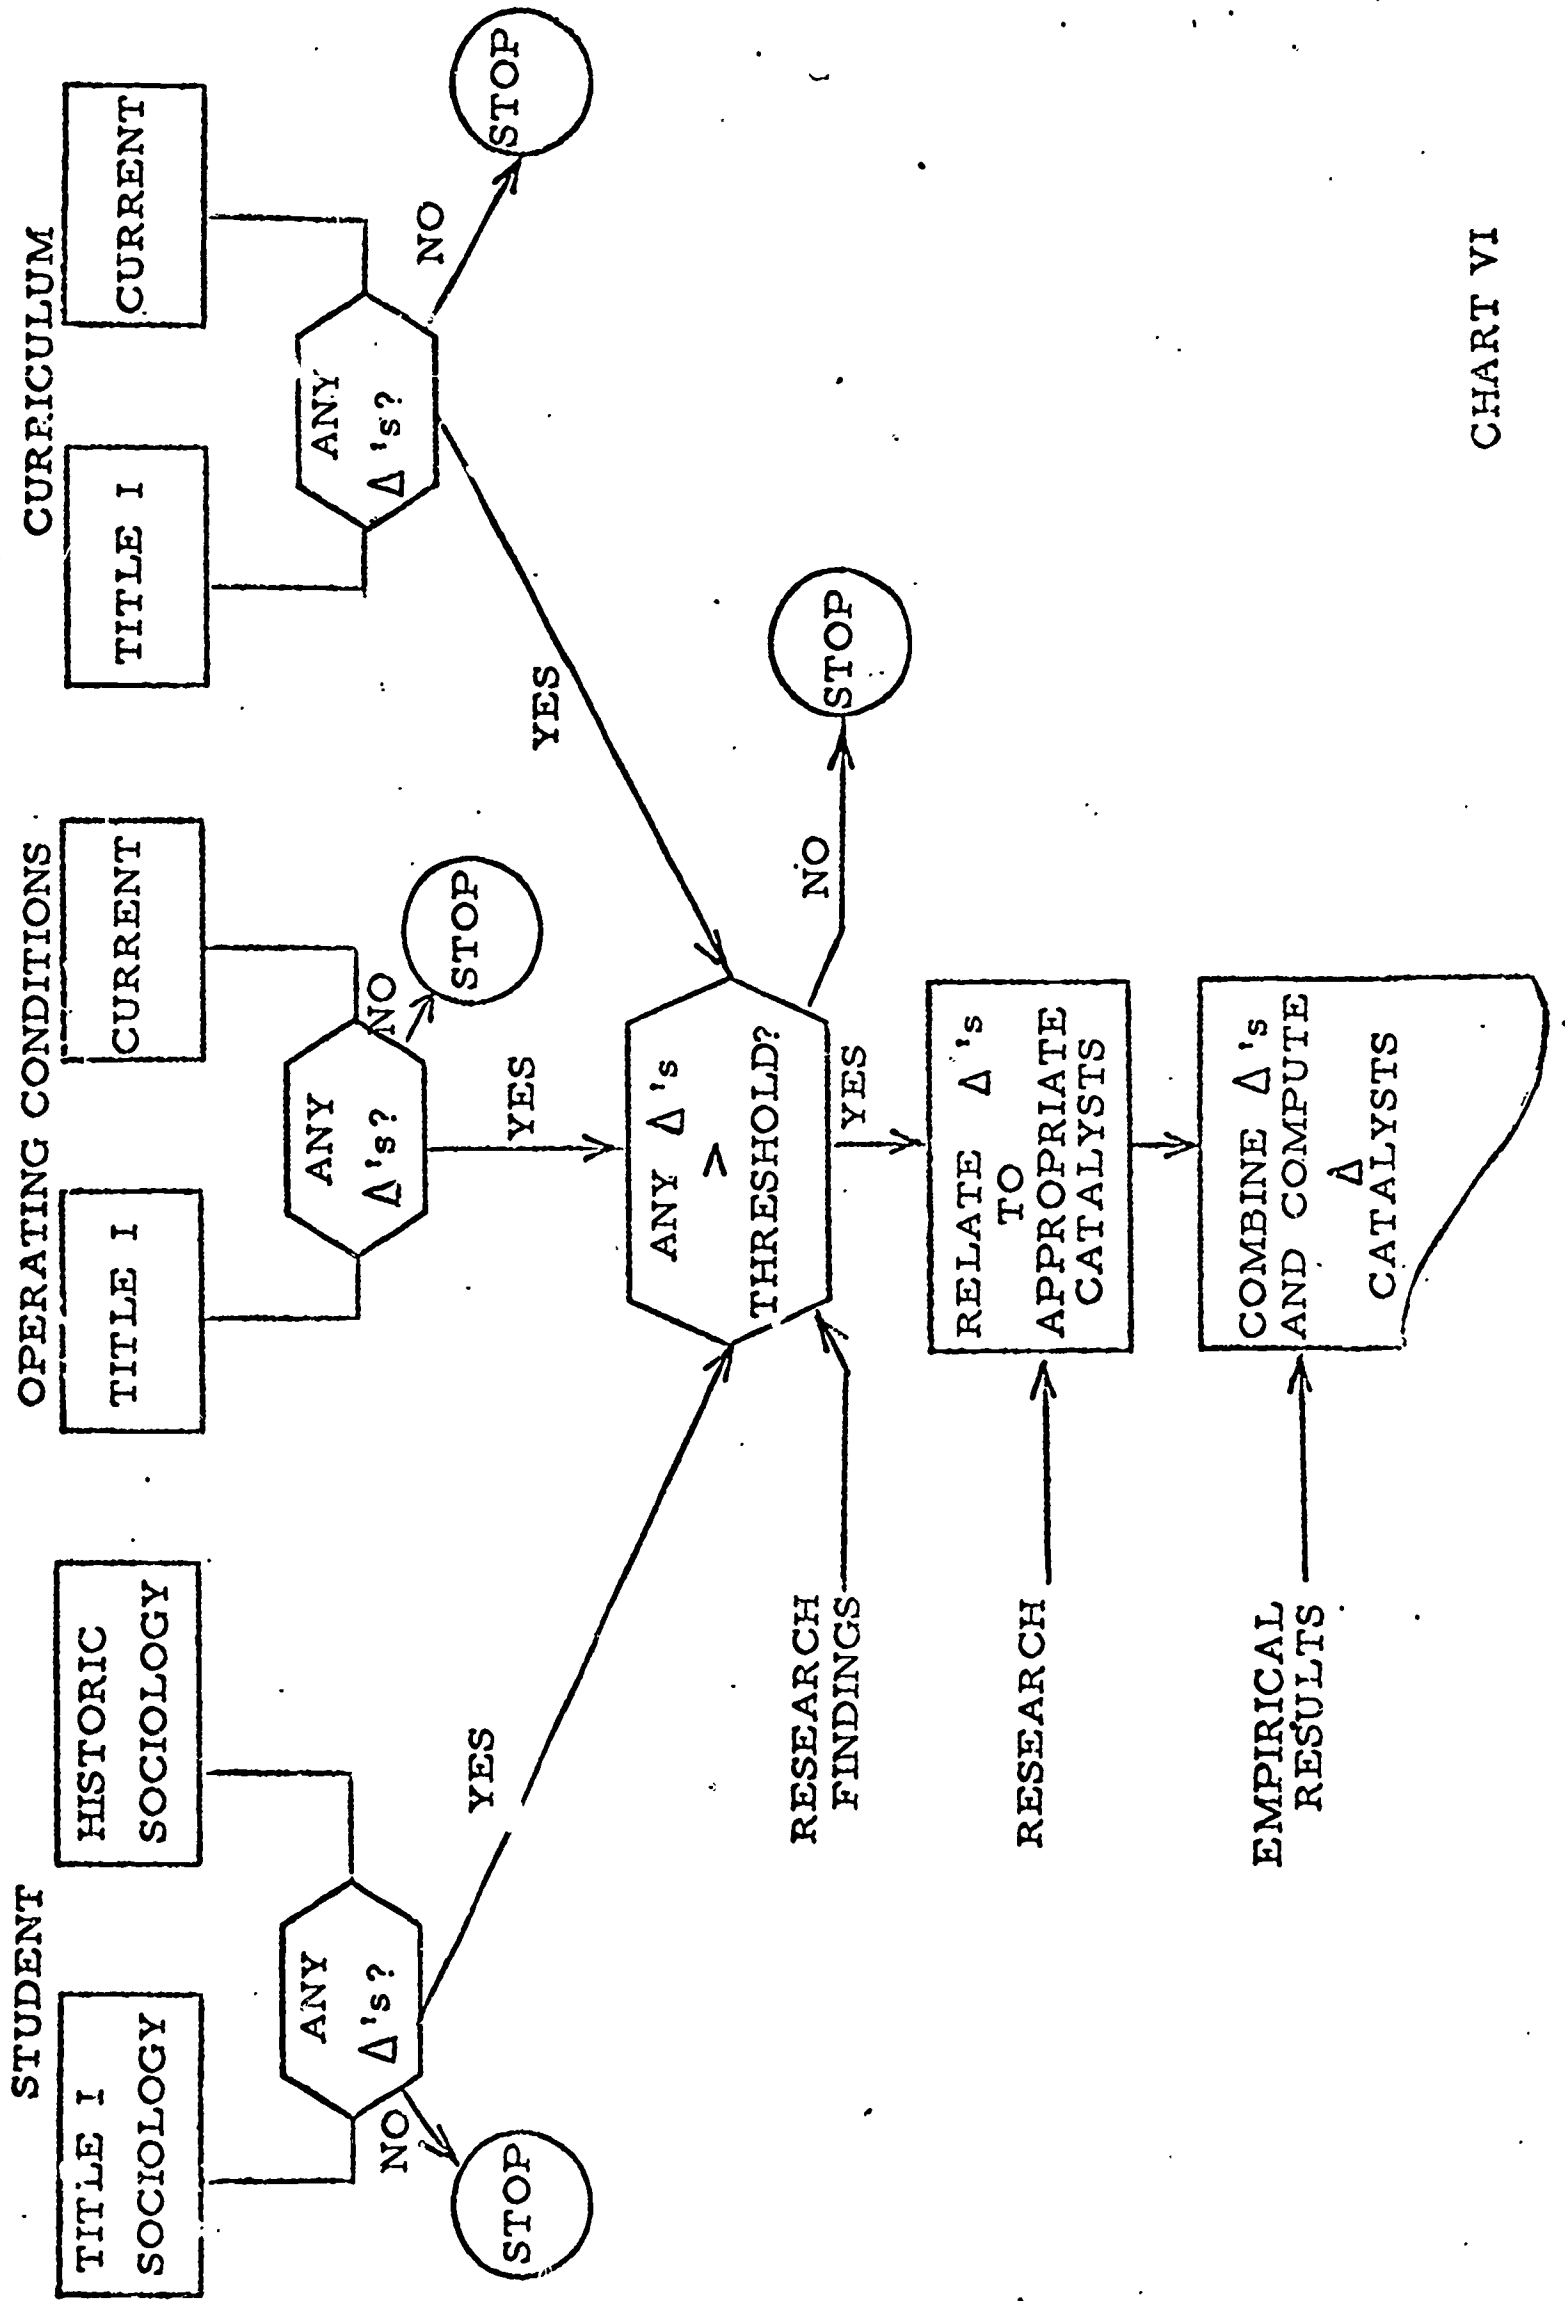 STUDENT
TITLE I
SOCIOLOGY
HISTORIC
SOCIOLOGY
ANY
Δ's?
NO
STOP
YES
OPERATING CONDITIONS
TITLE I
CURRENT
ANY
Δ's?
NO
STOP
YES
CURRICULUM
TITLE I
CURRENT
ANY
Δ's?
NO
STOP
YES
ANY Δ's
>
THRESHOLD?
NO
STOP
YES
RESEARCH
FINDINGS
RELATE Δ's
TO
APPROPRIATE
CATALYSTS
RESEARCH
COMBINE Δ's
AND COMPUTE
Δ
CATALYSTS
EMPIRICAL
RESULTS
CHART VI